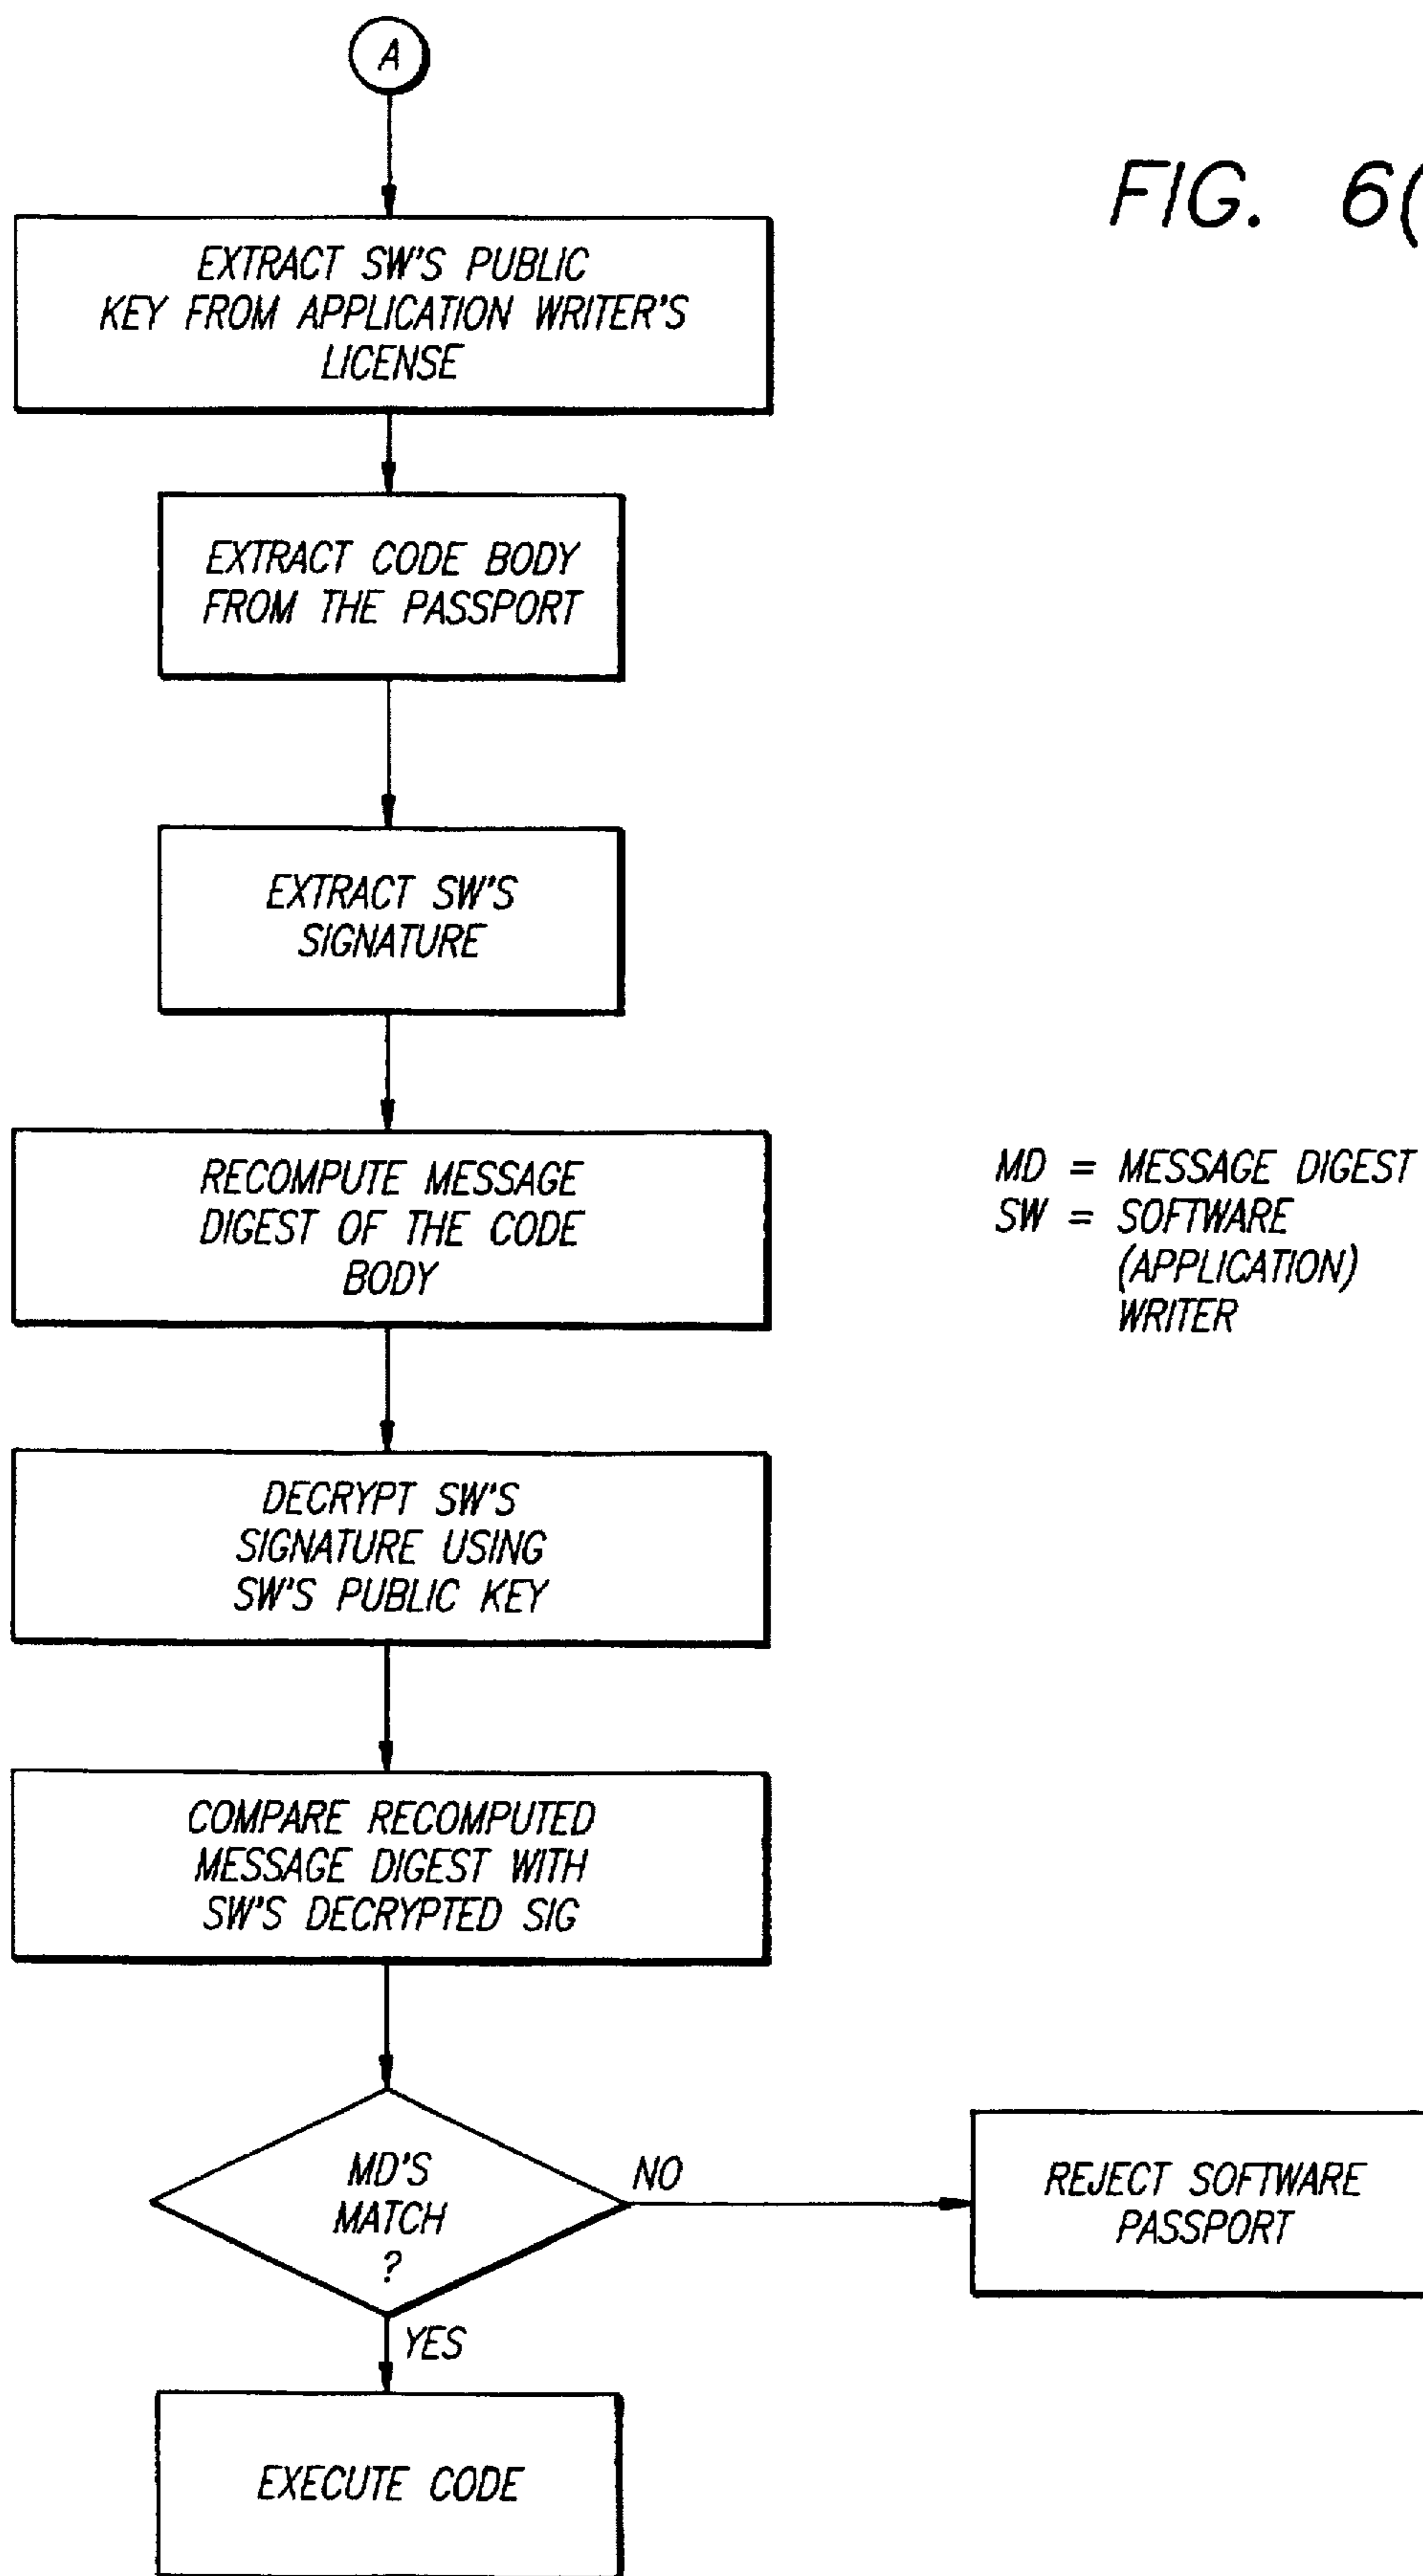 A
FIG. 6(
EXTRACT SW'S PUBLIC
KEY FROM APPLICATION WRITER'S
LICENSE
EXTRACT CODE BODY
FROM THE PASSPORT
EXTRACT SW'S
SIGNATURE
RECOMPUTE MESSAGE
DIGEST OF THE CODE
BODY
MD = MESSAGE DIGEST
SW = SOFTWARE
(APPLICATION)
WRITER
DECRYPT SW'S
SIGNATURE USING
SW'S PUBLIC KEY
COMPARE RECOMPUTED
MESSAGE DIGEST WITH
SW'S DECRYPTED SIG
MD'S
MATCH
?
NO
REJECT SOFTWARE
PASSPORT
YES
EXECUTE CODE